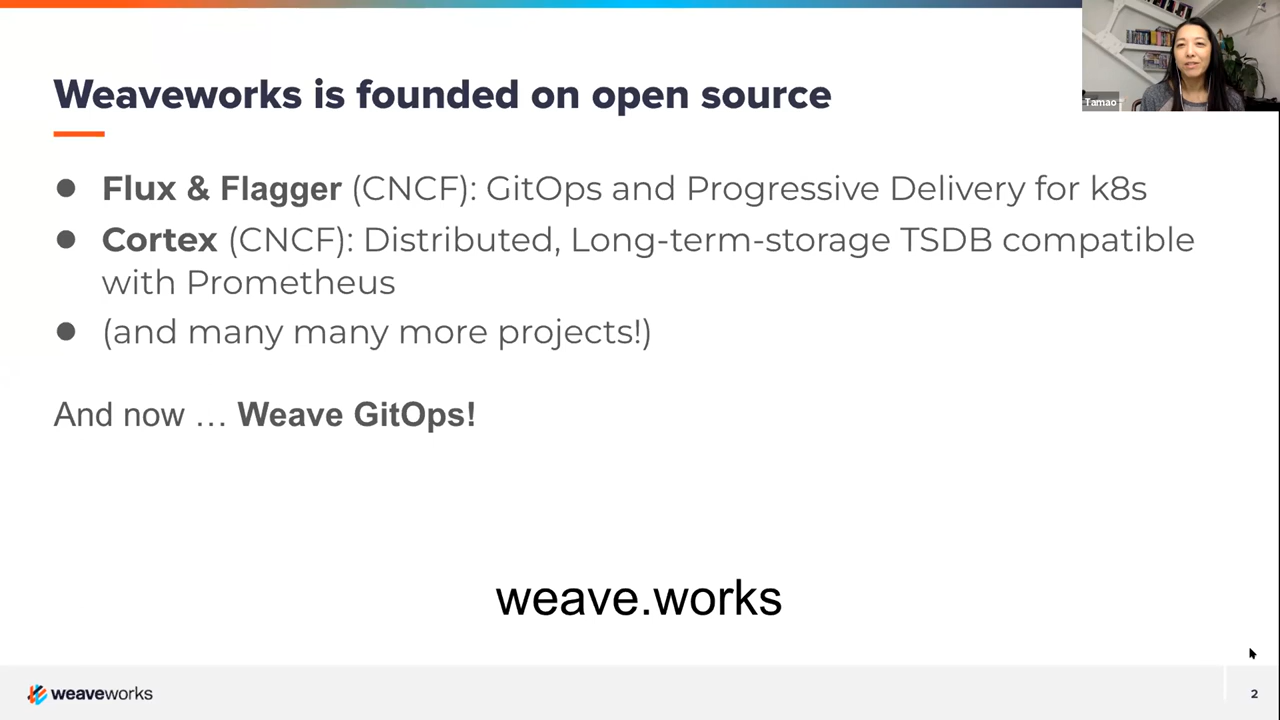 Weaveworks is founded on open source
Tamao
● Flux & Flagger (CNCF): GitOps and Progressive Delivery for k8s
● Cortex (CNCF): Distributed, Long-term-storage TSDB compatible
with Prometheus
● (and many many more projects!)
And now … Weave GitOps!
weave.works
weaveworks
2